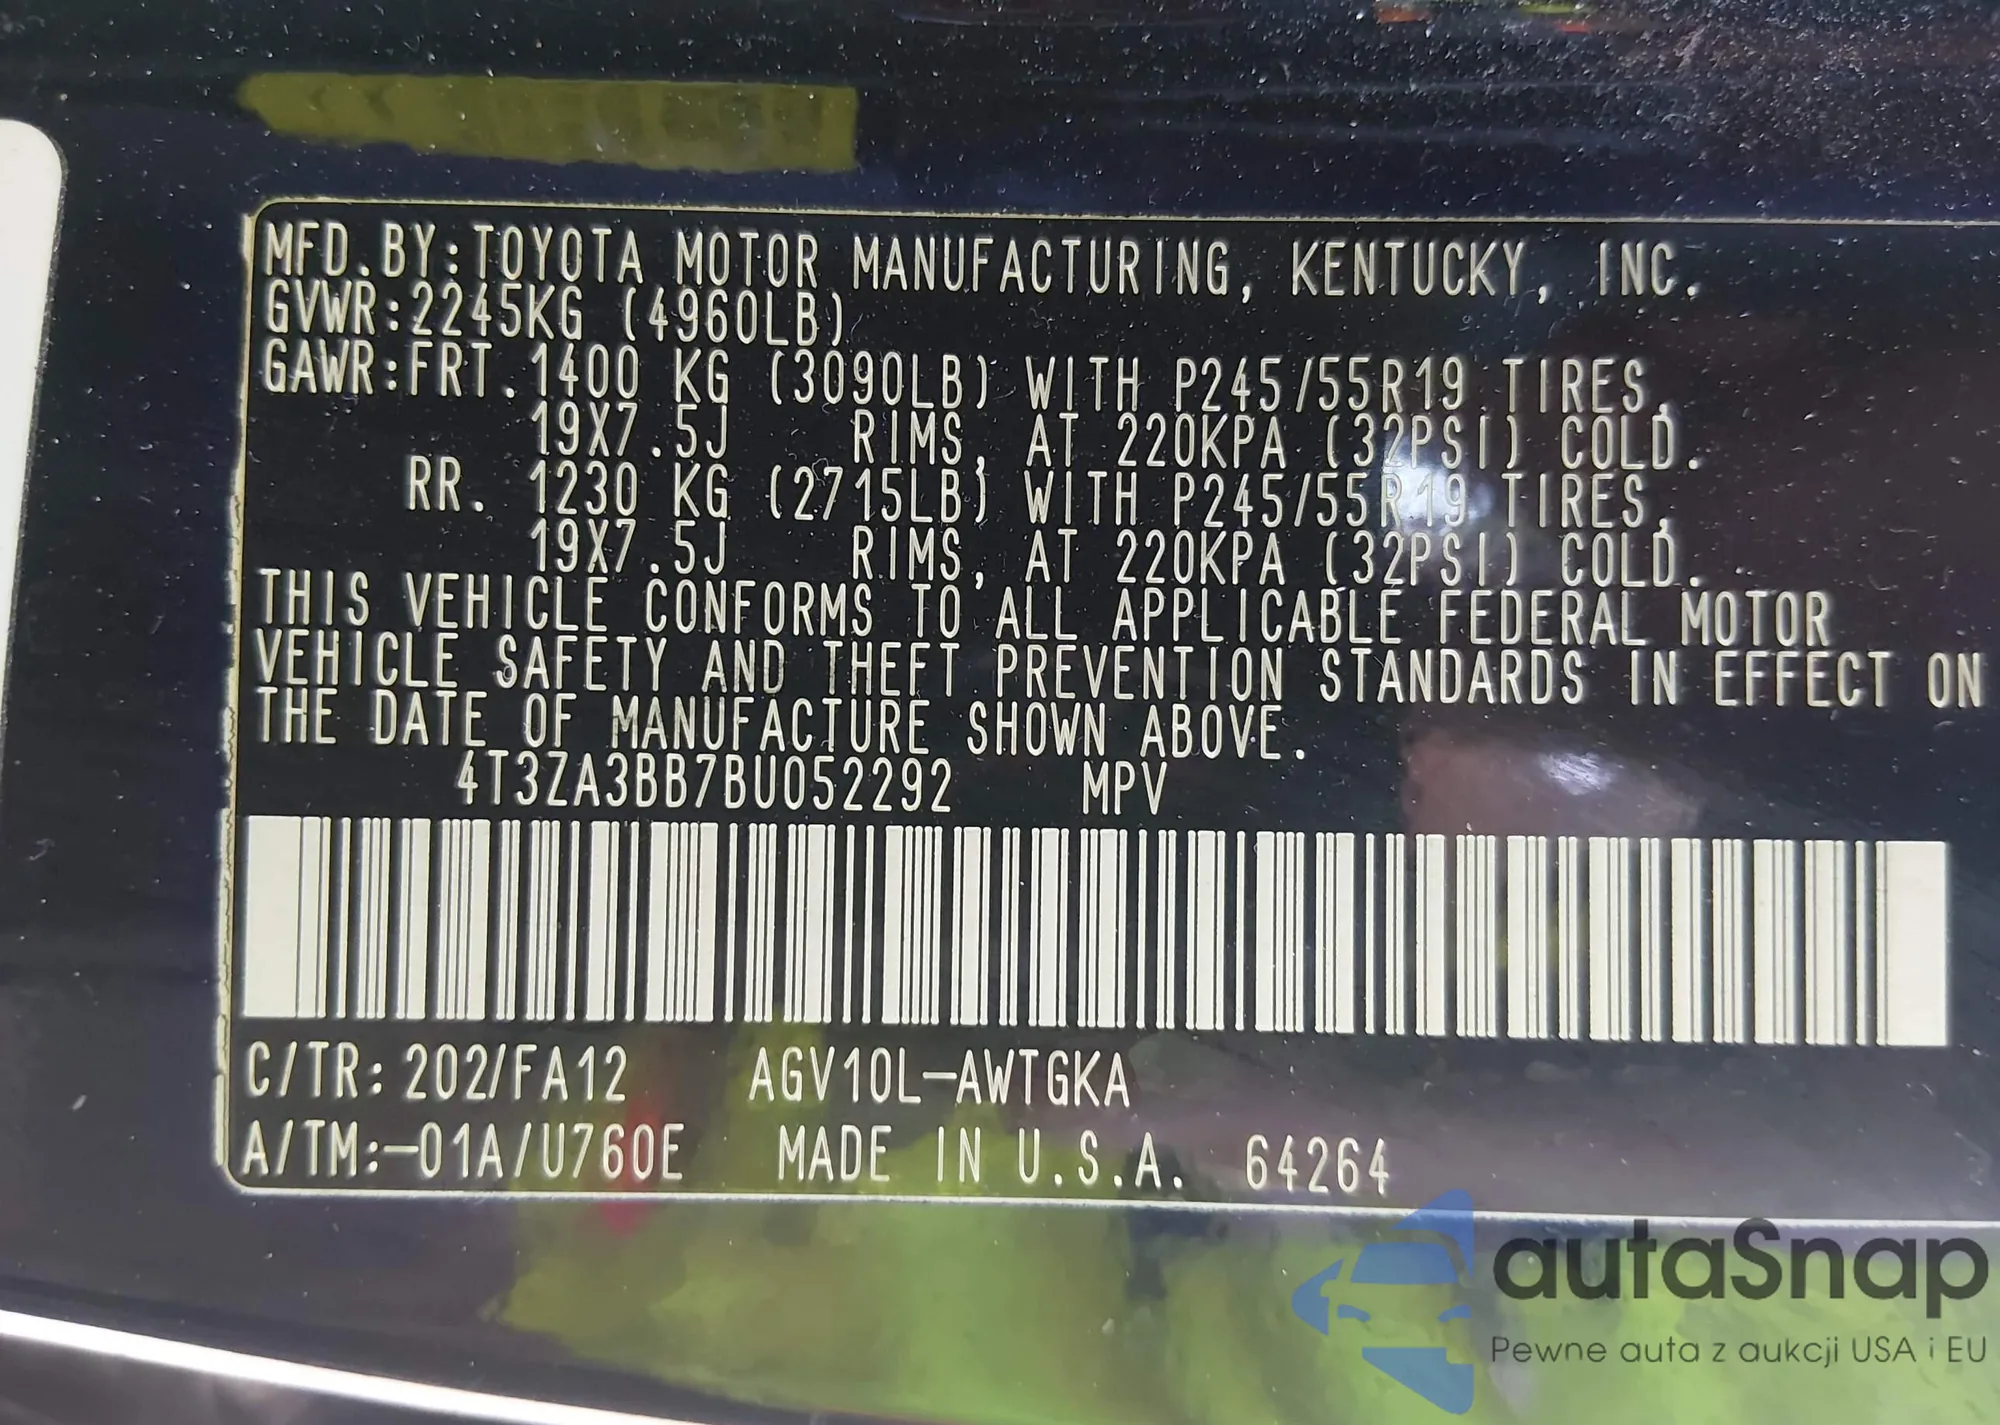 MFD.BY:TOYOTA MOTOR MANUFACTURING, KENTUCKY, INC.
GVWR:2245KG (4960LB)
GAWR:FRT. 1400 KG (3090LB) WITH P245/55R19 TIRES,
19X7.5J RIMS, AT 220KPA (32PSI) COLD.
RR. 1230 KG (2715LB) WITH P245/55R19 TIRES,
19X7.5J RIMS, AT 220KPA (32PSI) COLD.
THIS VEHICLE CONFORMS TO ALL APPLICABLE FEDERAL MOTOR
VEHICLE SAFETY AND THEFT PREVENTION STANDARDS IN EFFECT ON
THE DATE OF MANUFACTURE SHOWN ABOVE.
4T3ZA3BB7BU052292 MPV
C/TR: 202/FA12 AGV10L-AWTGKA
A/TM:-01A/U760E MADE IN U.S.A. 64264
autaSnap
Pewne auta z aukcji USA i EU